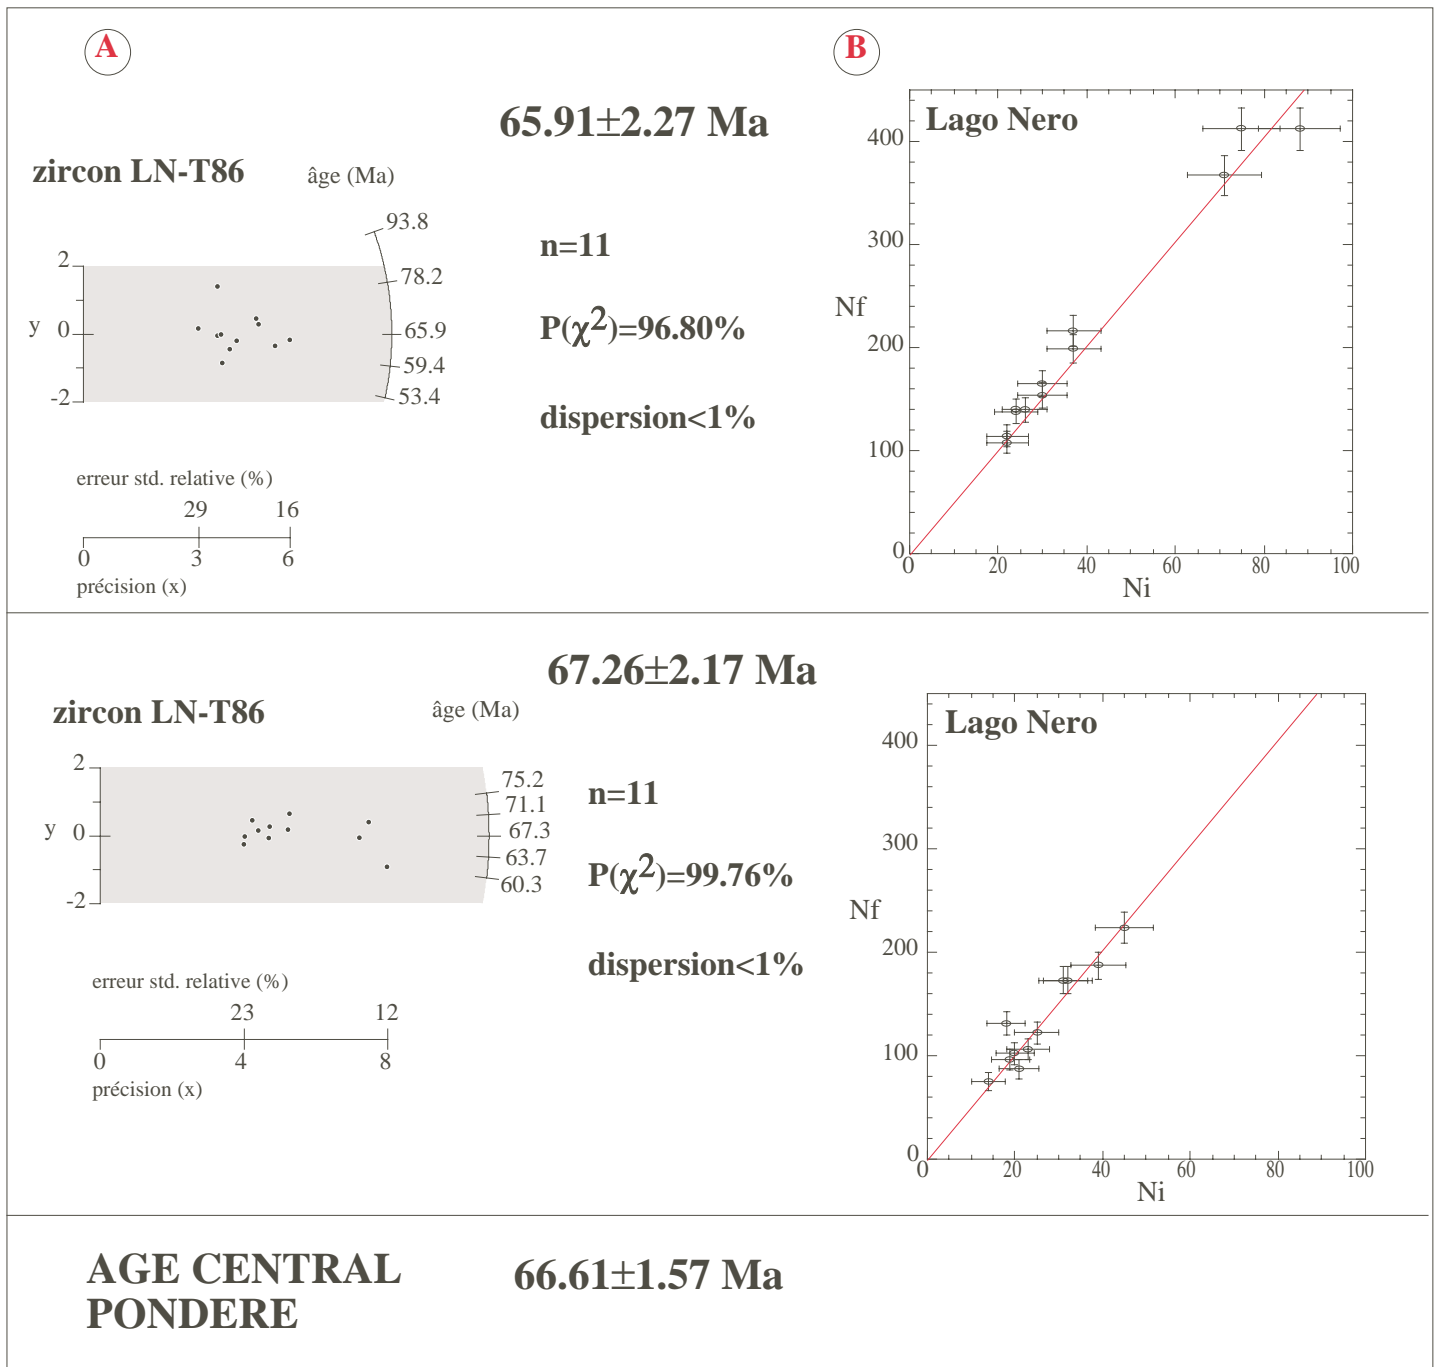 A
B
65.91±2.27 Ma
zircon LN-T86
âge (Ma)
93.8
78.2
65.9
59.4
53.4
2
y 0
-2
n=11
P(χ2)=96.80%
dispersion<1%
erreur std. relative (%)
29 16
0 3 6
précision (x)
Lago Nero
400
300
Nf
200
100
0
0 20 40 60 80 100
Ni
67.26±2.17 Ma
zircon LN-T86
âge (Ma)
75.2
71.1
67.3
63.7
60.3
2
y 0
-2
n=11
P(χ2)=99.76%
dispersion<1%
erreur std. relative (%)
23 12
0 4 8
précision (x)
Lago Nero
400
300
Nf
200
100
0
0 20 40 60 80 100
Ni
AGE CENTRAL
PONDERE
66.61±1.57 Ma